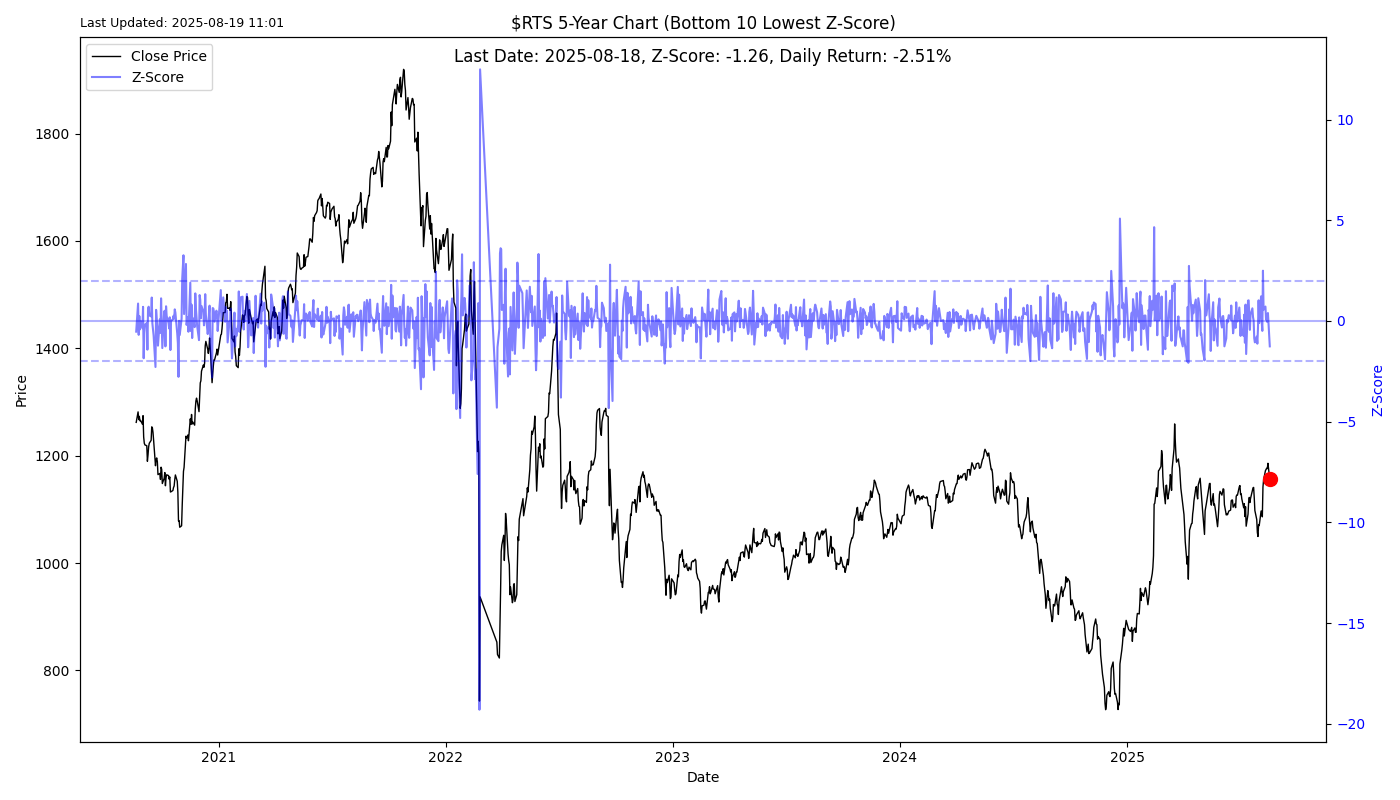 Last Updated: 2025-08-19 11:01
$RTS 5-Year Chart (Bottom 10 Lowest Z-Score)
Last Date: 2025-08-18, Z-Score: -1.26, Daily Return: -2.51%
Close Price
Z-Score
Price
1800
1600
1400
1200
1000
800
10
5
0
−5
−10
−15
−20
Z-Score
2021
2022
2023
2024
2025
Date